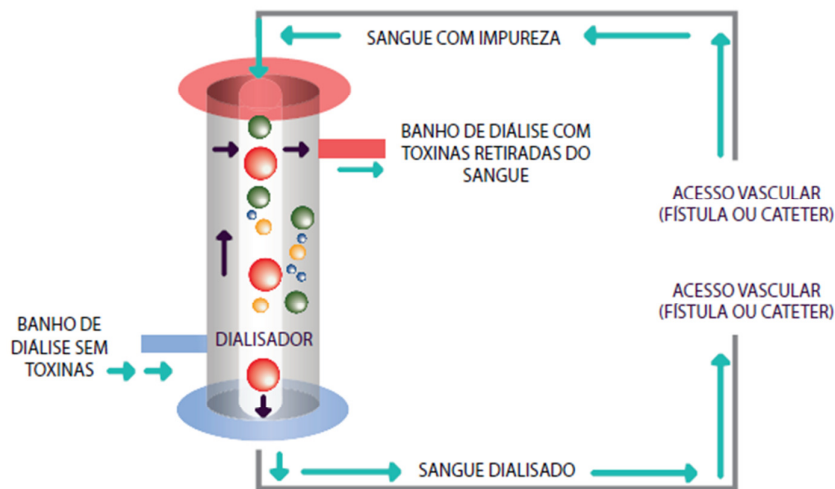 SANGUE COM IMPUREZA
BANHO DE DIÁLISE COM
TOXINAS RETIRADAS DO
SANGUE
ACESSO VASCULAR
(FÍSTULA OU CATETER)
ACESSO VASCULAR
(FÍSTULA OU CATETER)
BANHO DE
DIÁLISE SEM
TOXINAS
DIALISADOR
SANGUE DIALISADO